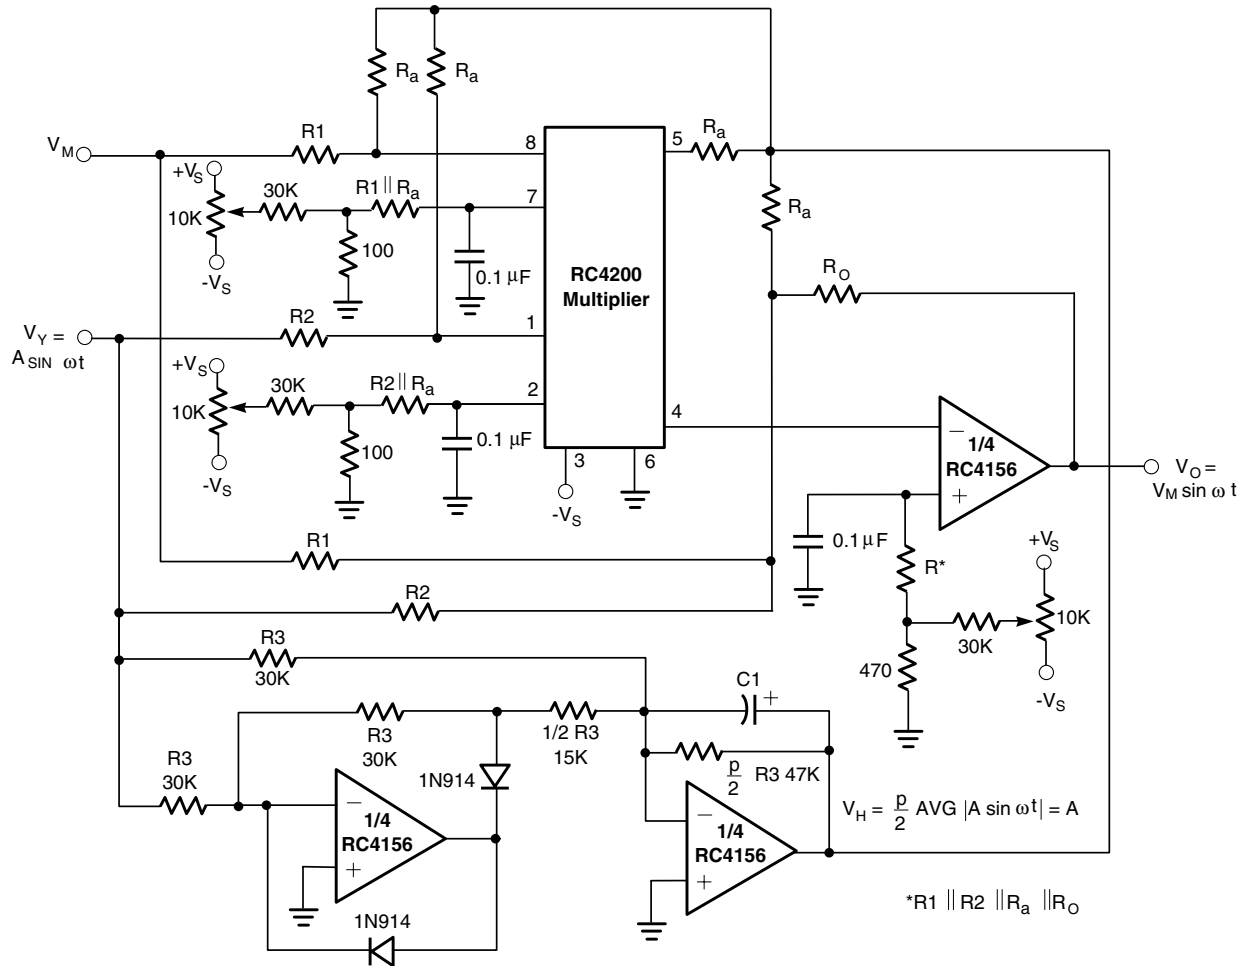 Ra
Ra
VM
R1
8
5
Ra
+VS
30K
R1 || Ra
7
10K
100
0.1 µF
-VS
RC4200
Multiplier
Ra
RO
VY =
A SIN ωt
R2
1
+VS
30K
R2 || Ra
2
10K
100
0.1 µF
-VS
3
6
-VS
4
−
1/4
RC4156
+
VO =
VM sin ω t
0.1 µF
R*
+VS
10K
30K
470
-VS
R1
R2
R3
30K
R3
30K
R3
30K
1/2 R3
15K
C1
+
p
2
R3 47K
1N914
−
1/4
RC4156
+
1N914
−
1/4
RC4156
+
VH = p/2 AVG |A sin ωt| = A
*R1 || R2 || Ra || RO